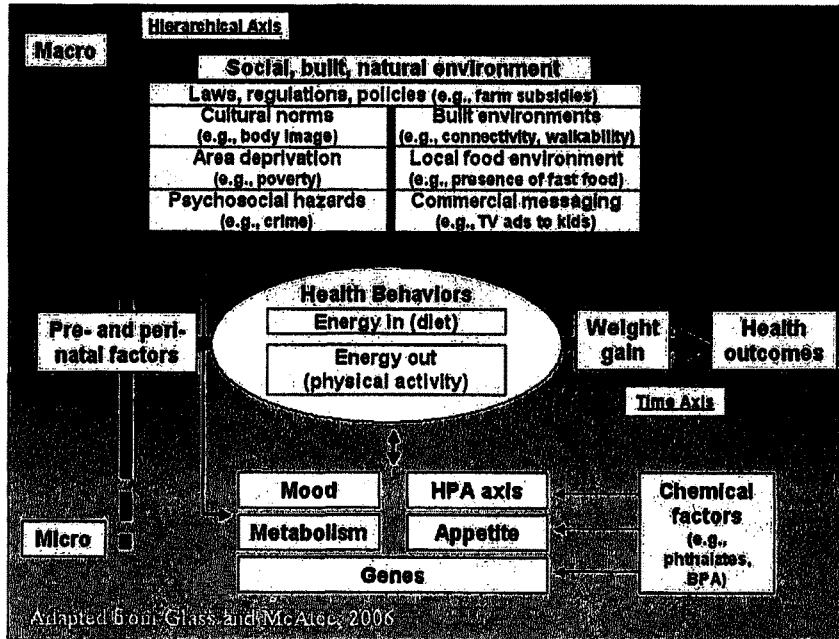 Hierarchical Axis
Macro
Social, built, natural environment
Laws, regulations, policies (e.g., farm subsidies)
Cultural norms
(e.g., body image)
Built environments
(e.g., connectivity, walkability)
Area deprivation
(e.g., poverty)
Local food environment
(e.g., presence of fast food)
Psychosocial hazards
(e.g., crime)
Commercial messaging
(e.g., TV ads to kids)
Health Behaviors
Energy in (diet)
Energy out
(physical activity)
Pre- and peri-
natal factors
Weight
gain
Health
outcomes
Time Axis
Mood
HPA axis
Metabolism
Appetite
Genes
Micro
Chemical
factors
(e.g.,
phthalates,
BPA)
Adapted from Glass and McAtee, 2006